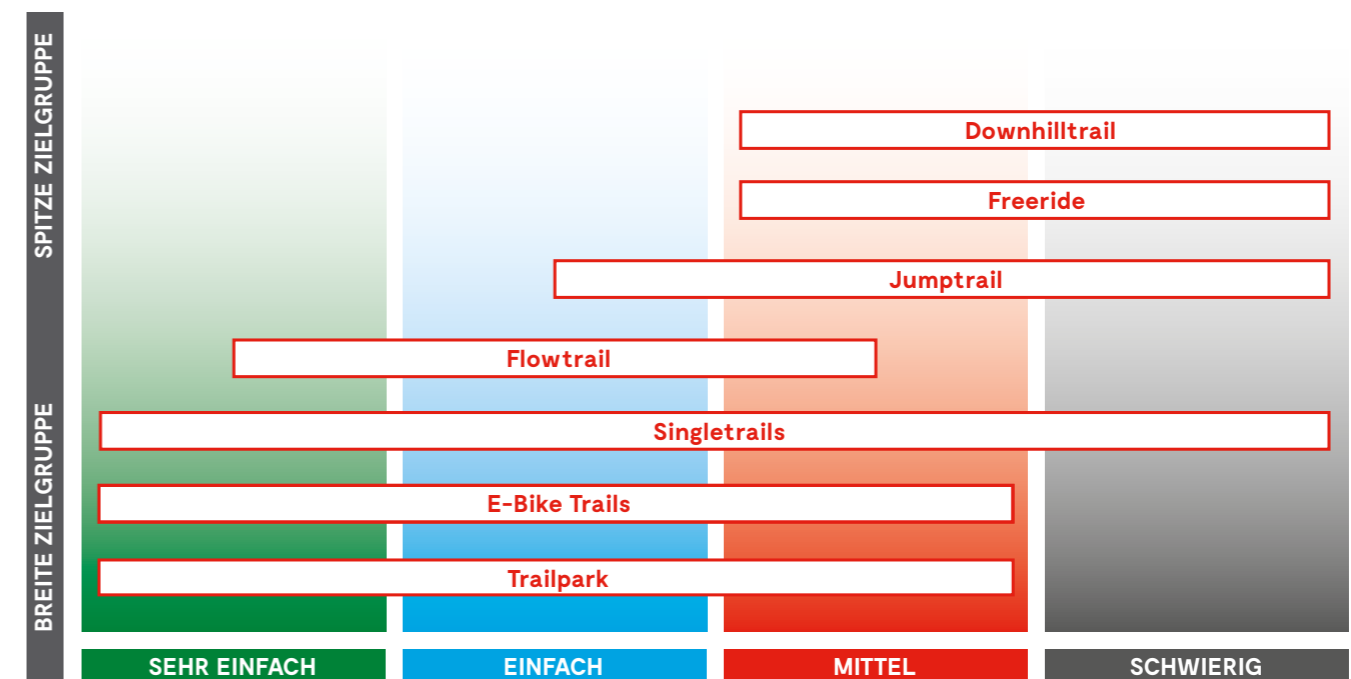 SPITZE ZIELGRUPPE
BREITE ZIELGRUPPE
Downhilltrail
Freeride
Jumptrail
Flowtrail
Singletrails
E-Bike Trails
Trailpark
SEHR EINFACH
EINFACH
MITTEL
SCHWIERIG